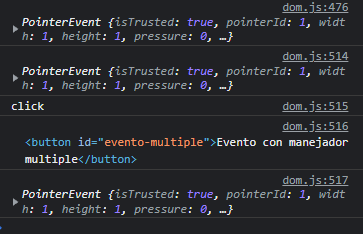 dom.js:476
PointerEvent {isTrusted: true, pointerId: 1, widt
h: 1, height: 1, pressure: 0, …}
dom.js:514
PointerEvent {isTrusted: true, pointerId: 1, widt
h: 1, height: 1, pressure: 0, …}
click dom.js:515
dom.js:516
<button id="evento-multiple">Evento con manejador
multiple</button>
dom.js:517
PointerEvent {isTrusted: true, pointerId: 1, widt
h: 1, height: 1, pressure: 0, …}